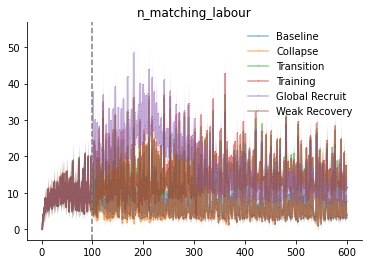 n_matching_labour
50
40
30
20
10
0
Baseline
Collapse
Transition
Training
Global Recruit
Weak Recovery
0 100 200 300 400 500 600